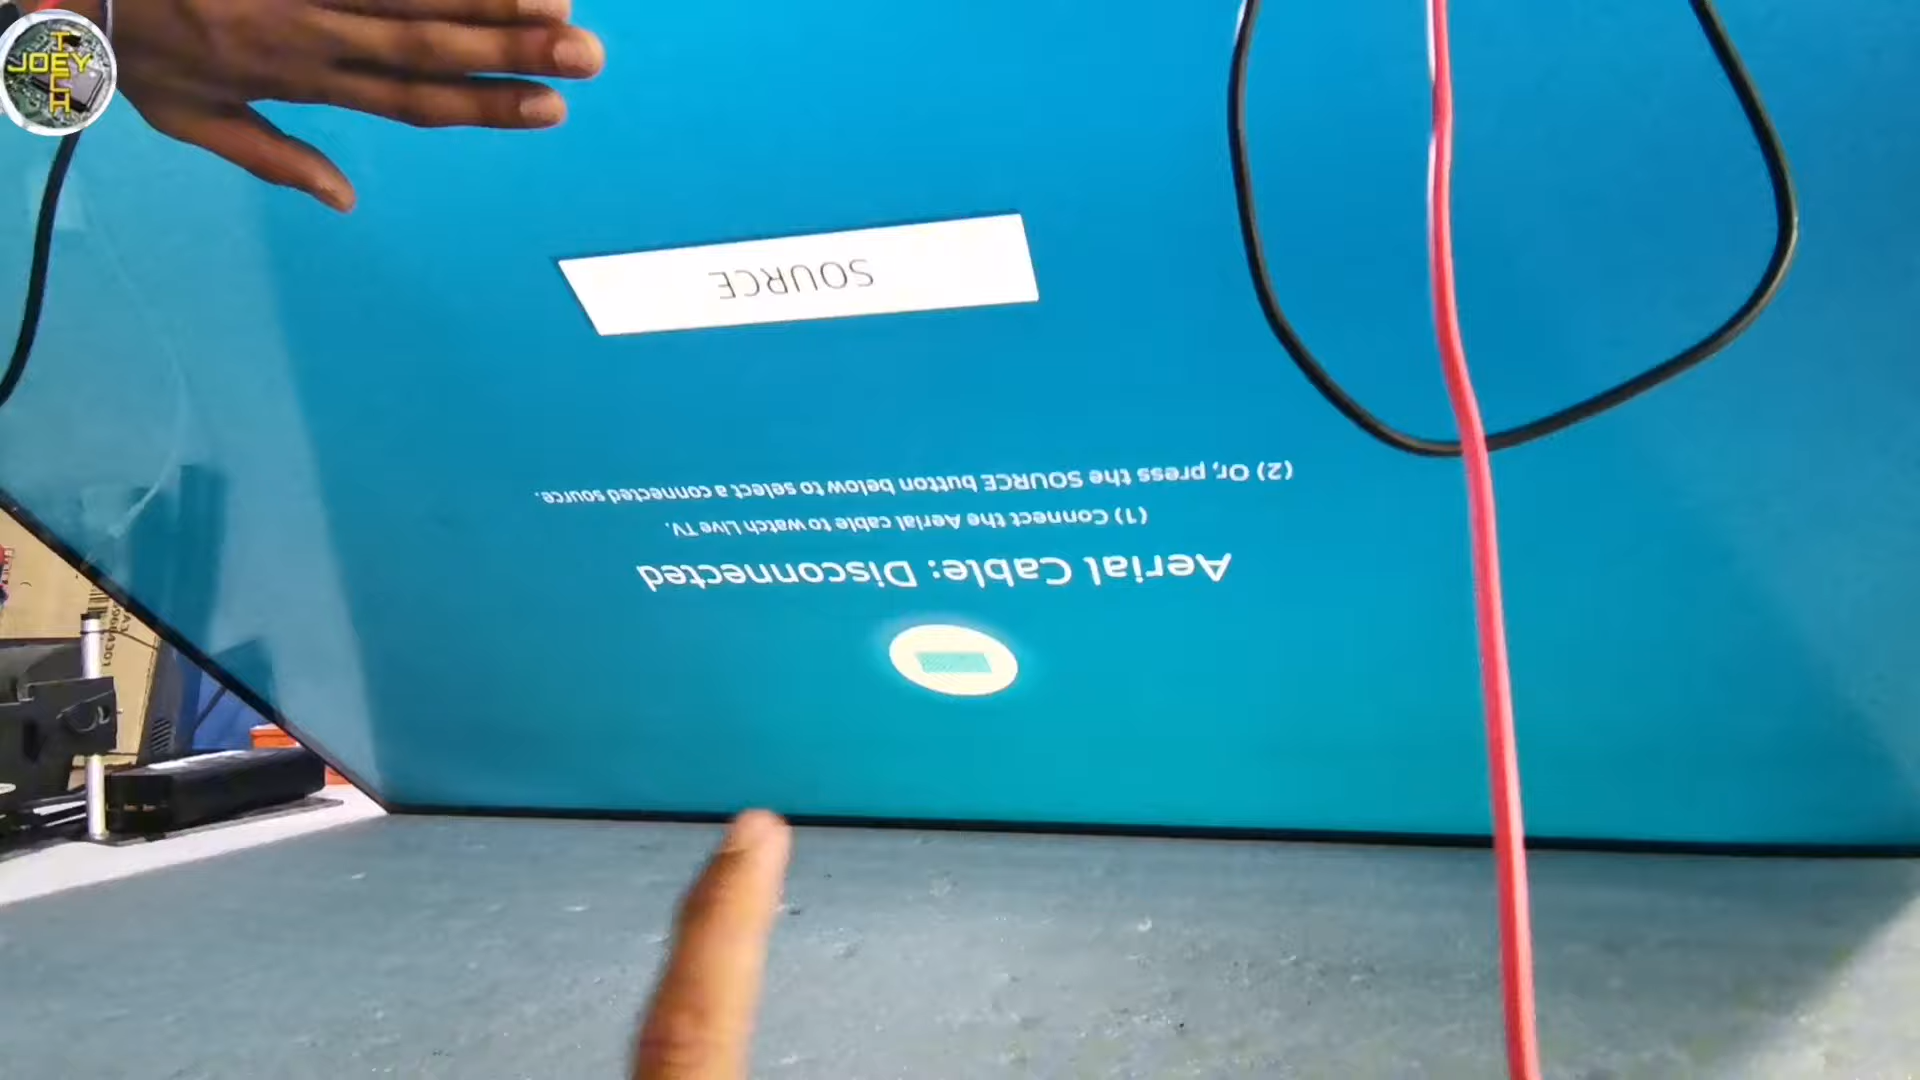 JOEY
TECH
Aerial Cable: Disconnected
(1) Connect the Aerial cable to watch Live TV.
(2) Or, press the SOURCE button below to select a connected source.
SOURCE